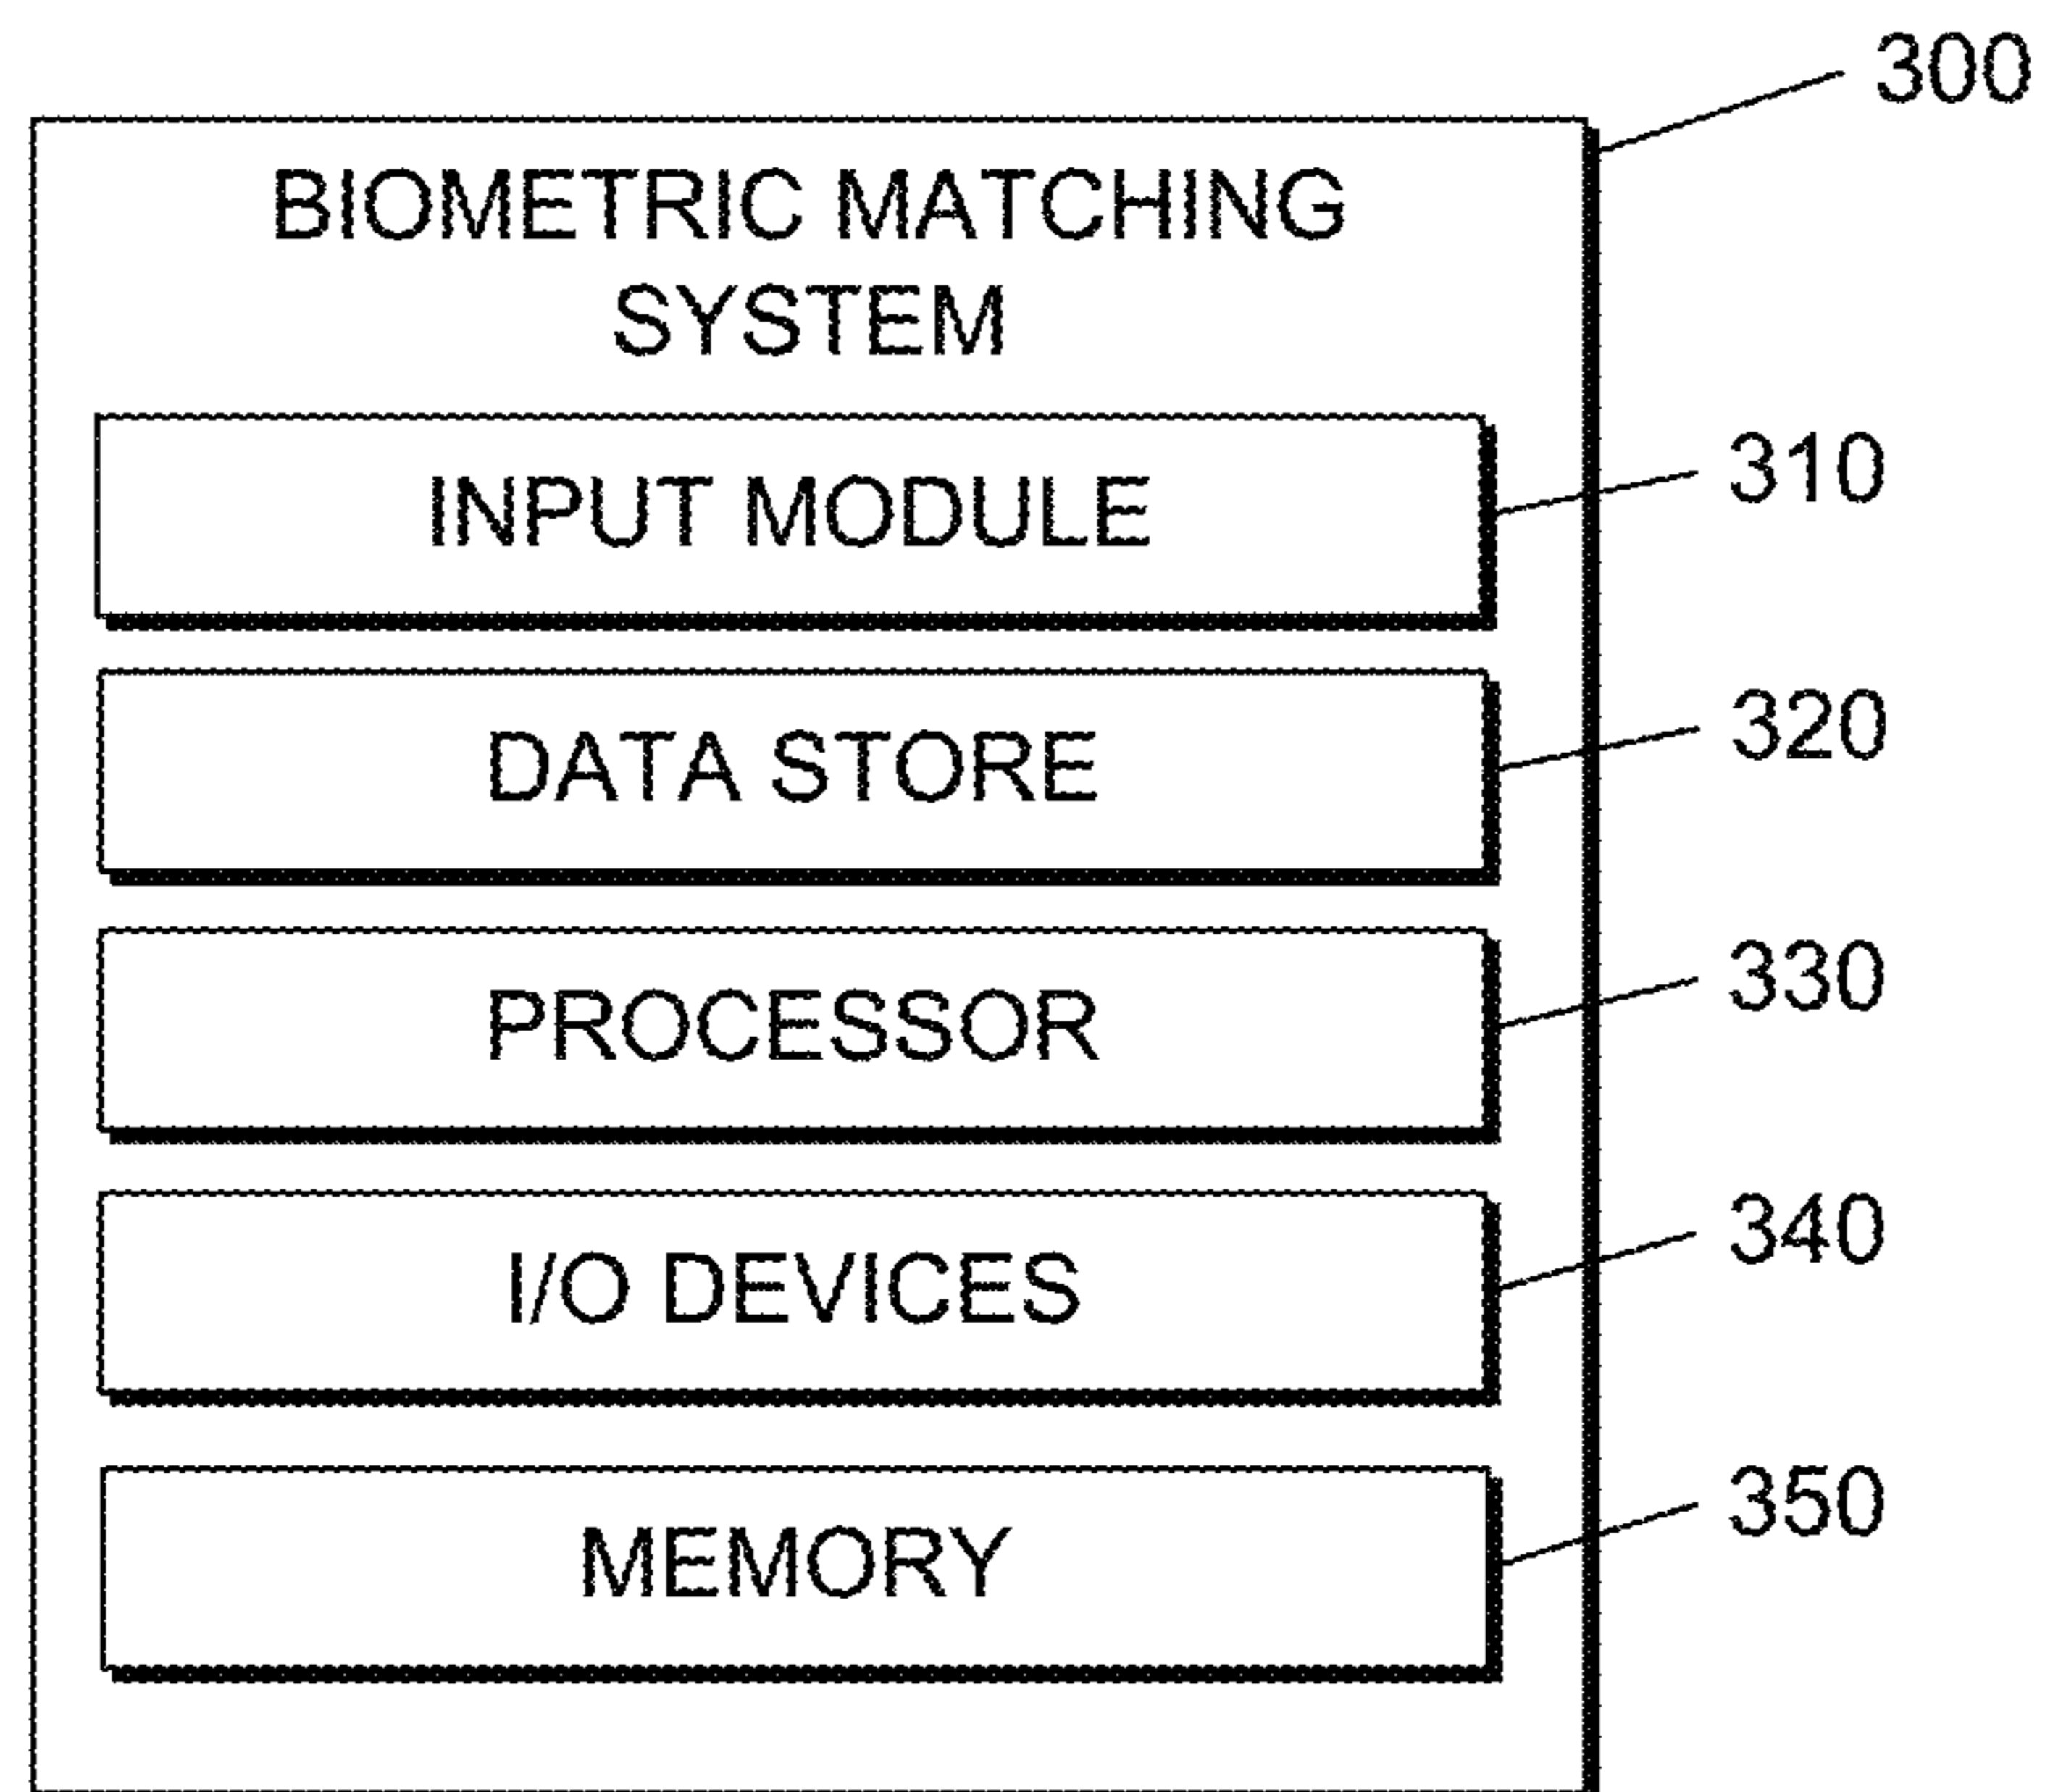 300
BIOMETRIC MATCHING
SYSTEM
INPUT MODULE
310
DATA STORE
320
PROCESSOR
330
I/O DEVICES
340
MEMORY
350